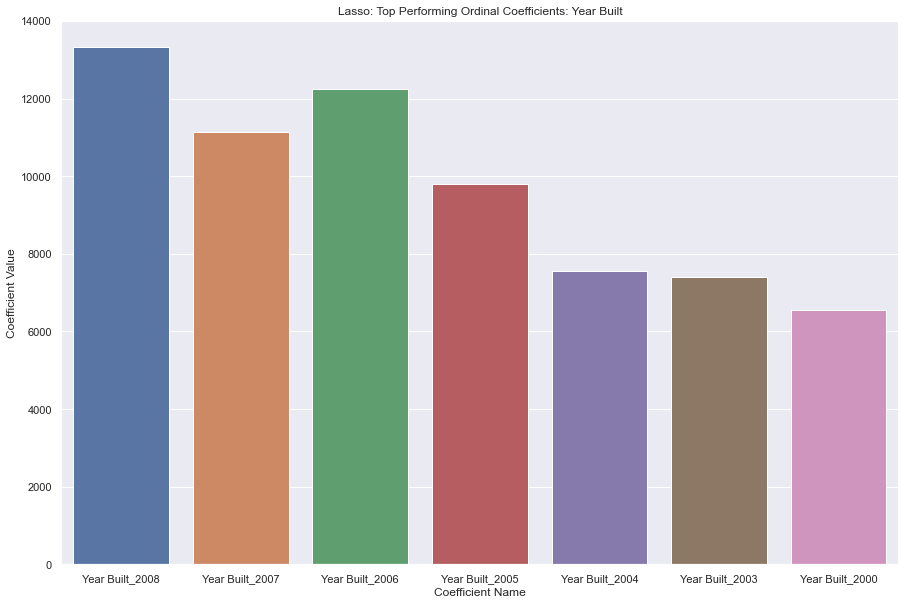 Lasso: Top Performing Ordinal Coefficients: Year Built
14000
12000
10000
8000
6000
4000
2000
0
Coefficient Value
Year Built_2008
Year Built_2007
Year Built_2006
Year Built_2005
Year Built_2004
Year Built_2003
Year Built_2000
Coefficient Name